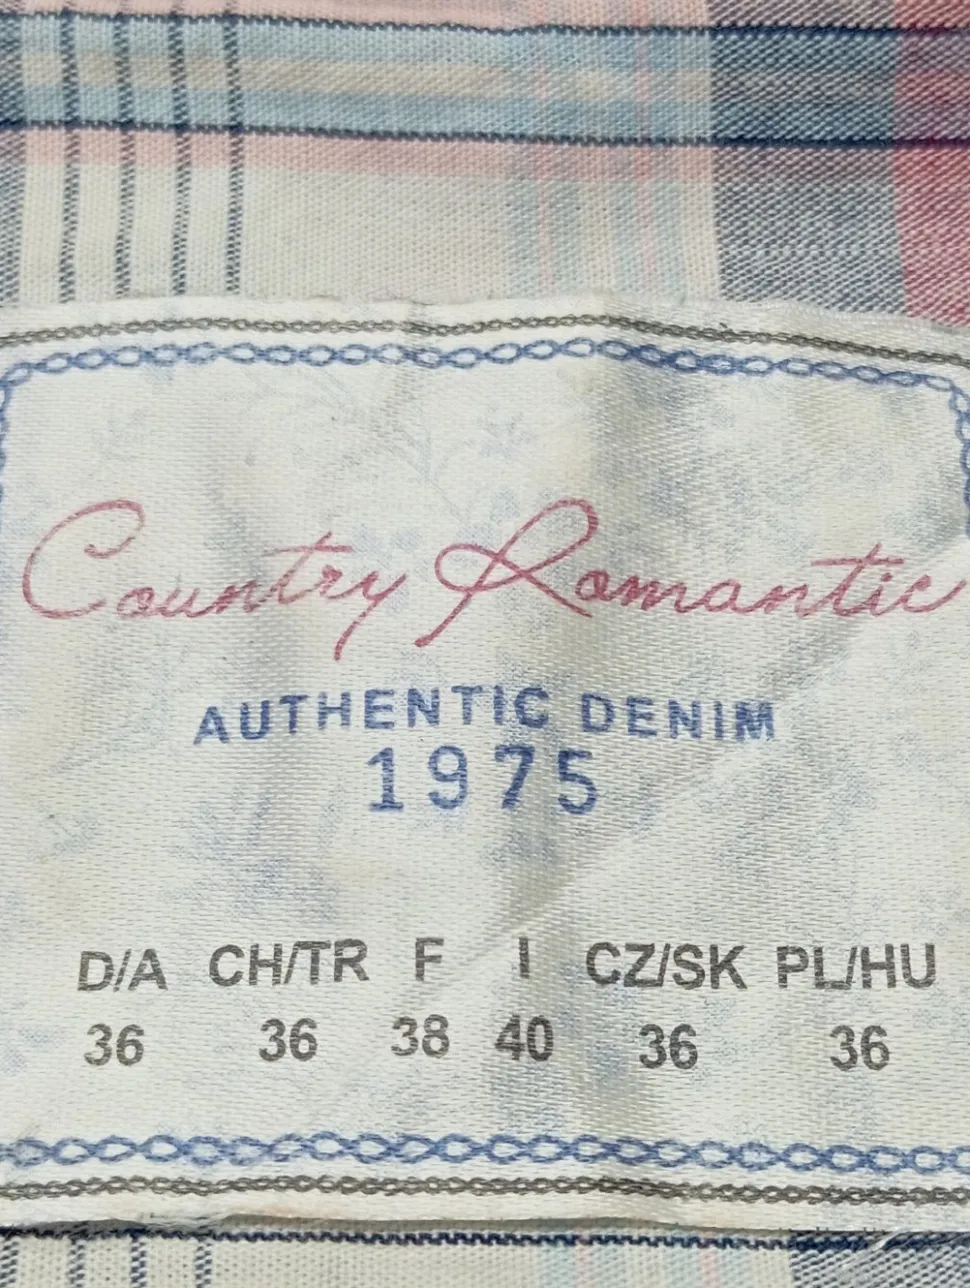 Country Romantic
AUTHENTIC DENIM
1975
D/A CH/TR F I CZ/SK PL/HU
36 36 38 40 36 36